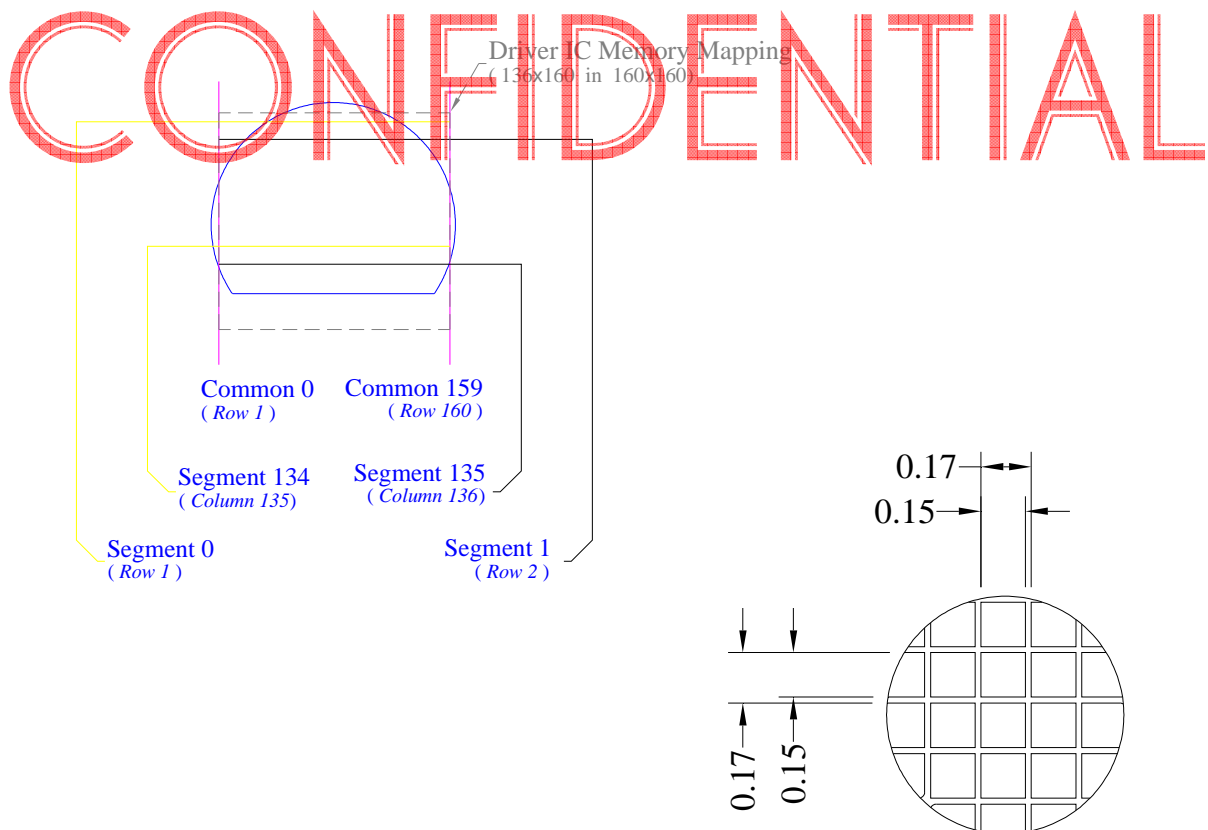 CONFIDENTIAL
Driver IC Memory Mapping
( 136x160 in 160x160)
Common 0
( Row 1 )
Common 159
( Row 160 )
Segment 134
( Column 135)
Segment 135
( Column 136)
Segment 0
( Row 1 )
Segment 1
( Row 2 )
0.17
0.15
0.17
0.15